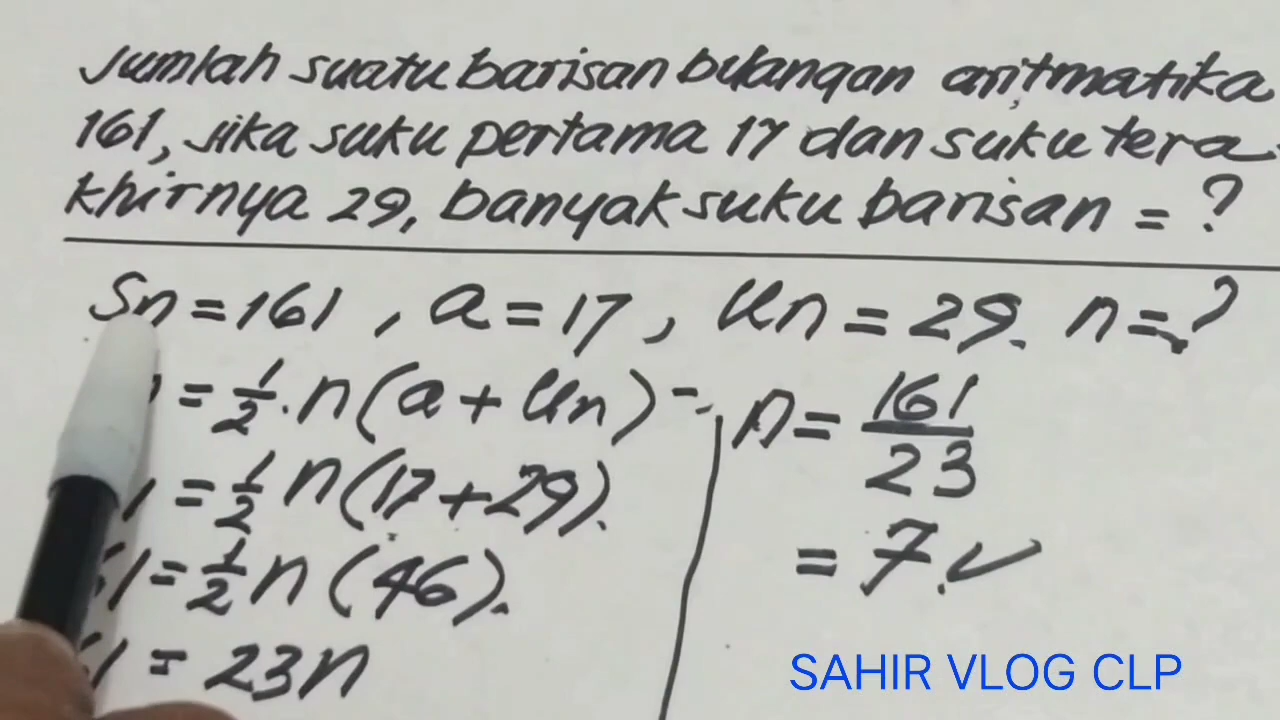 Jumlah suatu barisan bilangan aritmatika
161, jika suku pertama 17 dan suku tera-
khirnya 29, banyak suku barisan = ?
Sn = 161 , a = 17 , Un = 29. n = ?
= 1/2 . n (a + Un)
= 1/2 n (17 + 29).
= 1/2 n (46).
= 23n
n = 161/23
= 7. ✓
SAHIR VLOG CLP